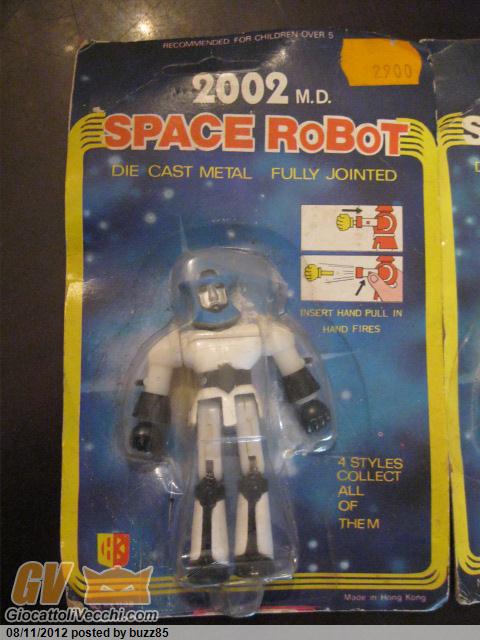 RECOMMENDED FOR CHILDREN OVER 5
2900
2002 M.D.
SPACE ROBOT
DIE CAST METAL FULLY JOINTED
INSERT HAND PULL IN
HAND FIRES
4 STYLES
COLLECT
ALL
OF
THEM
Made in Hong Kong
GV
GiocattoliVecchi.com
08/11/2012 posted by buzz85